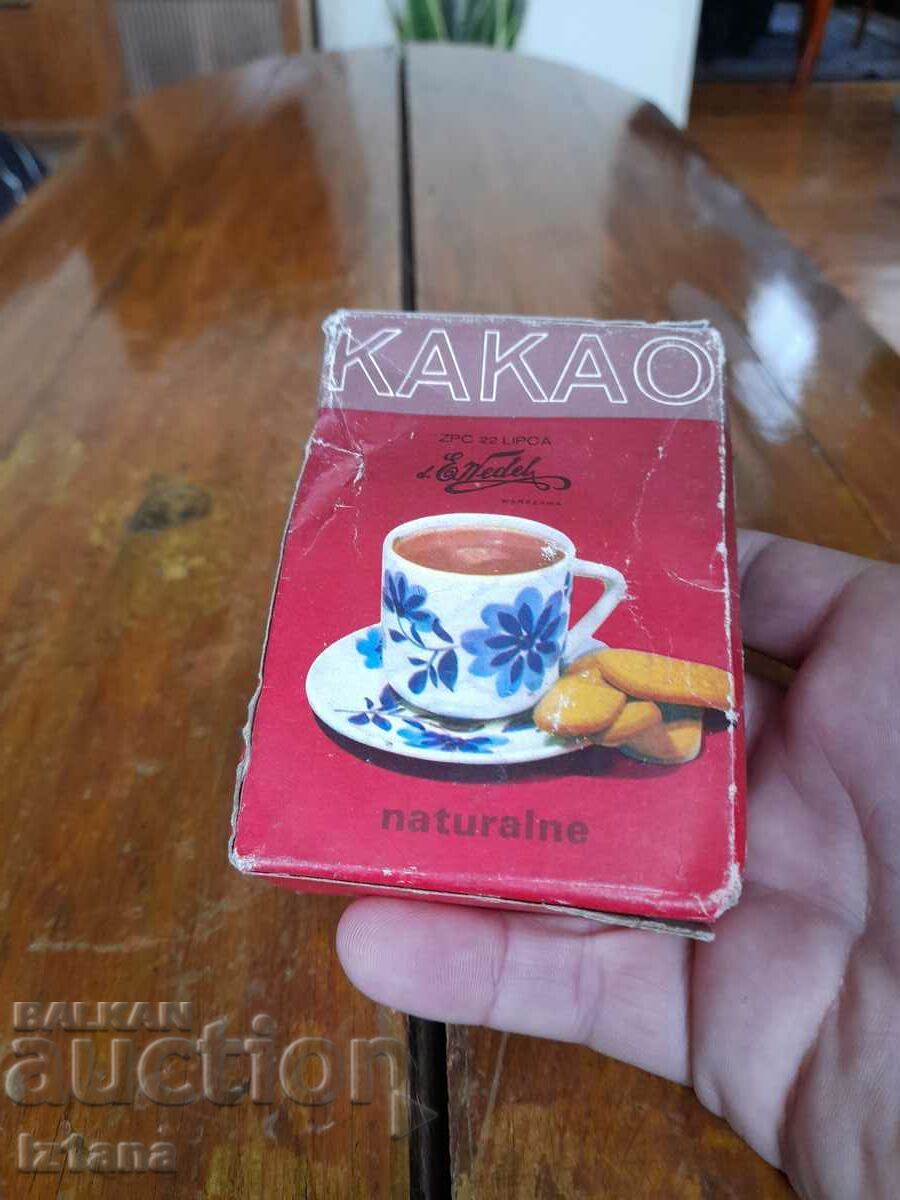 KAKAO
ZPC 22 LIPCA
d. E. Wedel
WARSZAWA
naturalne
BALKAN
auction
Iztana